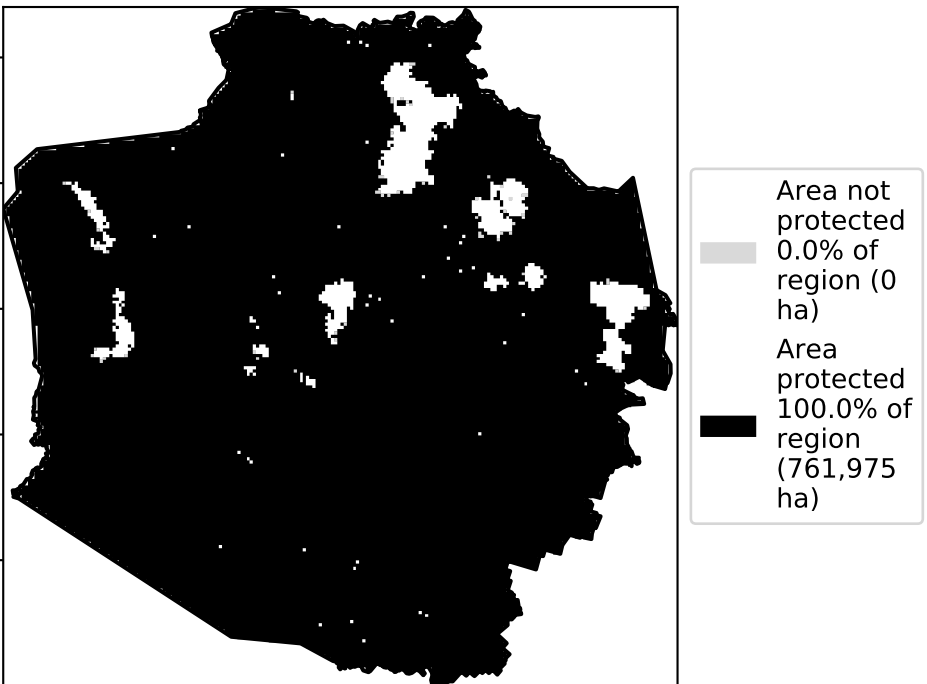 Area not
protected
0.0% of
region (0
ha)
Area
protected
100.0% of
region
(761,975
ha)